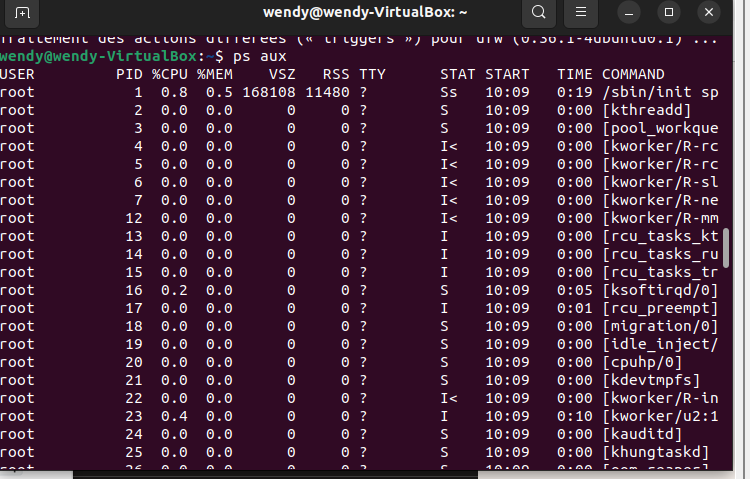 wendy@wendy-VirtualBox: ~
Traitement des actions différées (« triggers ») pour ufw (0.36.1-4ubuntu0.1) ...
wendy@wendy-VirtualBox:~$ ps aux
USER PID %CPU %MEM VSZ RSS TTY STAT START TIME COMMAND
root 1 0.8 0.5 168108 11480 ? Ss 10:09 0:19 /sbin/init sp
root 2 0.0 0.0 0 0 ? S 10:09 0:00 [kthreadd]
root 3 0.0 0.0 0 0 ? S 10:09 0:00 [pool_workque
root 4 0.0 0.0 0 0 ? I< 10:09 0:00 [kworker/R-rc
root 5 0.0 0.0 0 0 ? I< 10:09 0:00 [kworker/R-rc
root 6 0.0 0.0 0 0 ? I< 10:09 0:00 [kworker/R-sl
root 7 0.0 0.0 0 0 ? I< 10:09 0:00 [kworker/R-ne
root 12 0.0 0.0 0 0 ? I< 10:09 0:00 [kworker/R-mm
root 13 0.0 0.0 0 0 ? I 10:09 0:00 [rcu_tasks_kt
root 14 0.0 0.0 0 0 ? I 10:09 0:00 [rcu_tasks_ru
root 15 0.0 0.0 0 0 ? I 10:09 0:00 [rcu_tasks_tr
root 16 0.2 0.0 0 0 ? S 10:09 0:05 [ksoftirqd/0]
root 17 0.0 0.0 0 0 ? I 10:09 0:01 [rcu_preempt]
root 18 0.0 0.0 0 0 ? S 10:09 0:00 [migration/0]
root 19 0.0 0.0 0 0 ? S 10:09 0:00 [idle_inject/
root 20 0.0 0.0 0 0 ? S 10:09 0:00 [cpuhp/0]
root 21 0.0 0.0 0 0 ? S 10:09 0:00 [kdevtmpfs]
root 22 0.0 0.0 0 0 ? I< 10:09 0:00 [kworker/R-in
root 23 0.4 0.0 0 0 ? I 10:09 0:10 [kworker/u2:1
root 24 0.0 0.0 0 0 ? S 10:09 0:00 [kauditd]
root 25 0.0 0.0 0 0 ? S 10:09 0:00 [khungtaskd]
root 26 0.0 0.0 0 0 ? S 10:09 0:00 [oom_reaper]